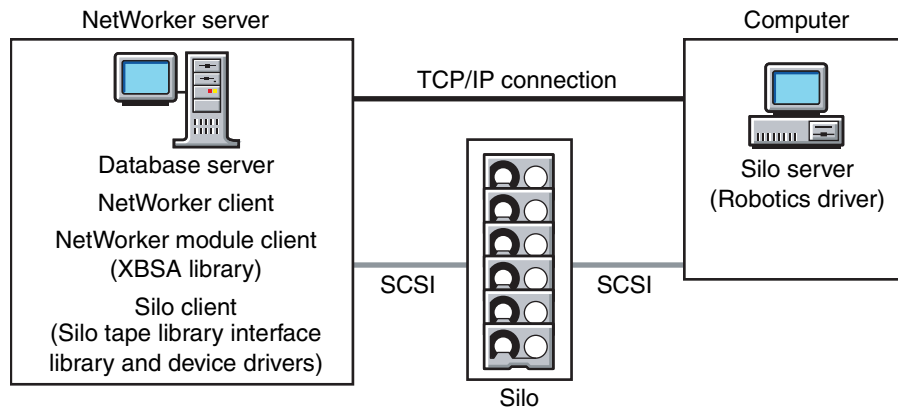 NetWorker server
Computer
TCP/IP connection
Database server
NetWorker client
NetWorker module client
(XBSA library)
Silo client
(Silo tape library interface
library and device drivers)
SCSI
SCSI
Silo
Silo server
(Robotics driver)